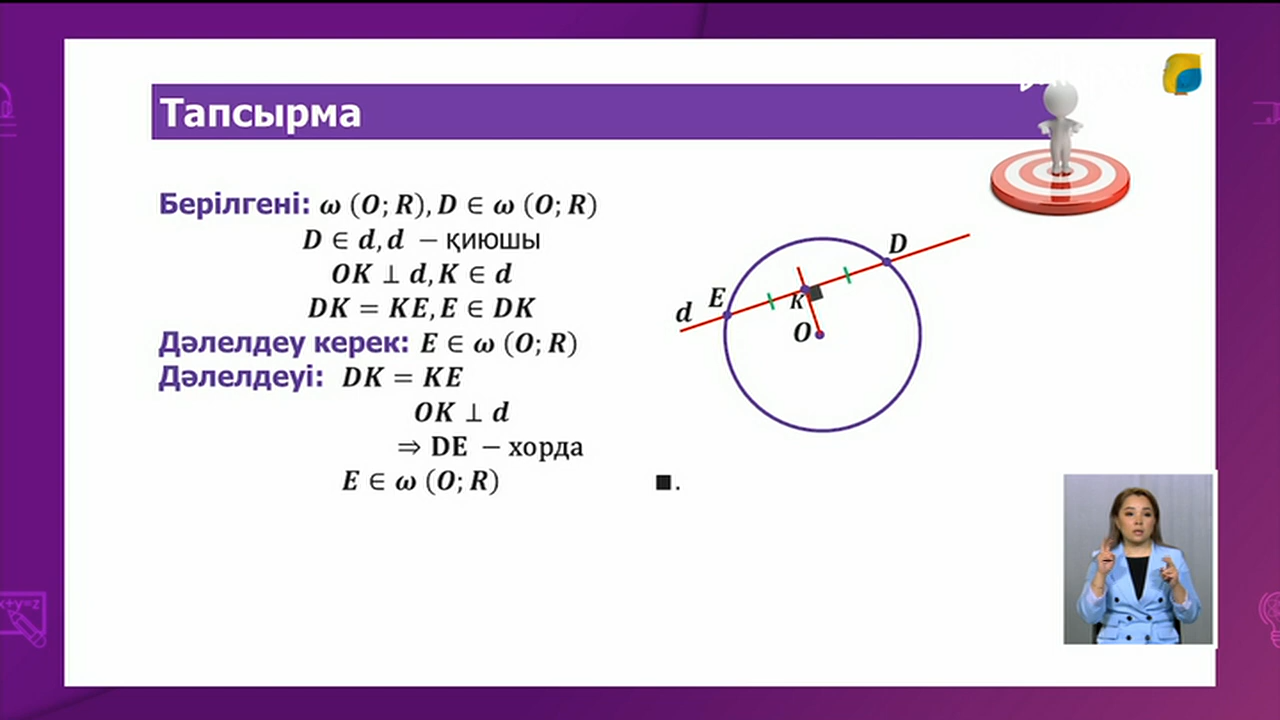 Тапсырма
Берілгені: ω (O; R), D ∈ ω (O; R)
D ∈ d, d − қиюшы
OK ⊥ d, K ∈ d
DK = KE, E ∈ DK
Дәлелдеу керек: E ∈ ω (O; R)
Дәлелдеуі: DK = KE
OK ⊥ d
⇒ DE − хорда
E ∈ ω (O; R) ■.
D
E
d
K
O
x+y=z